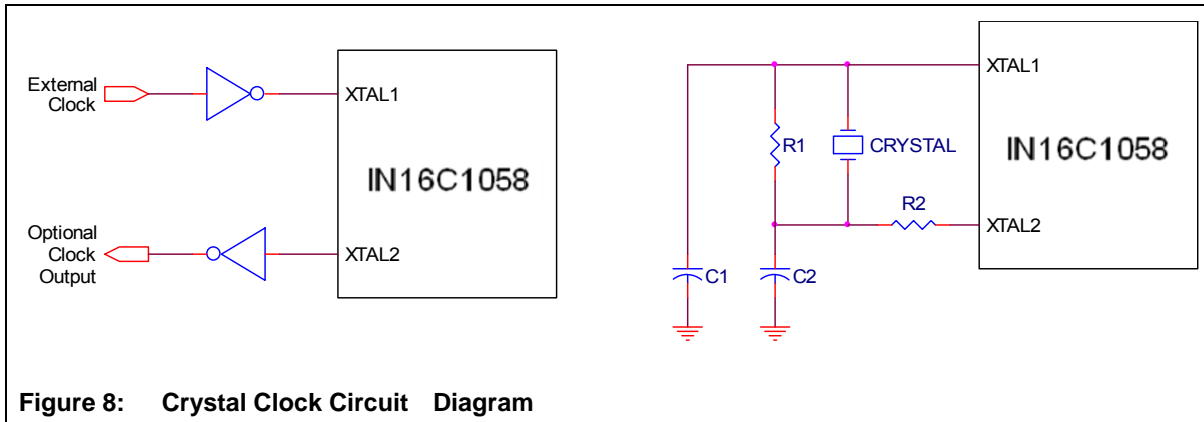 External
Clock
XTAL1
IN16C1058
Optional
Clock
Output
XTAL2
XTAL1
R1
CRYSTAL
IN16C1058
R2
XTAL2
C1
C2
Figure 8: Crystal Clock Circuit Diagram